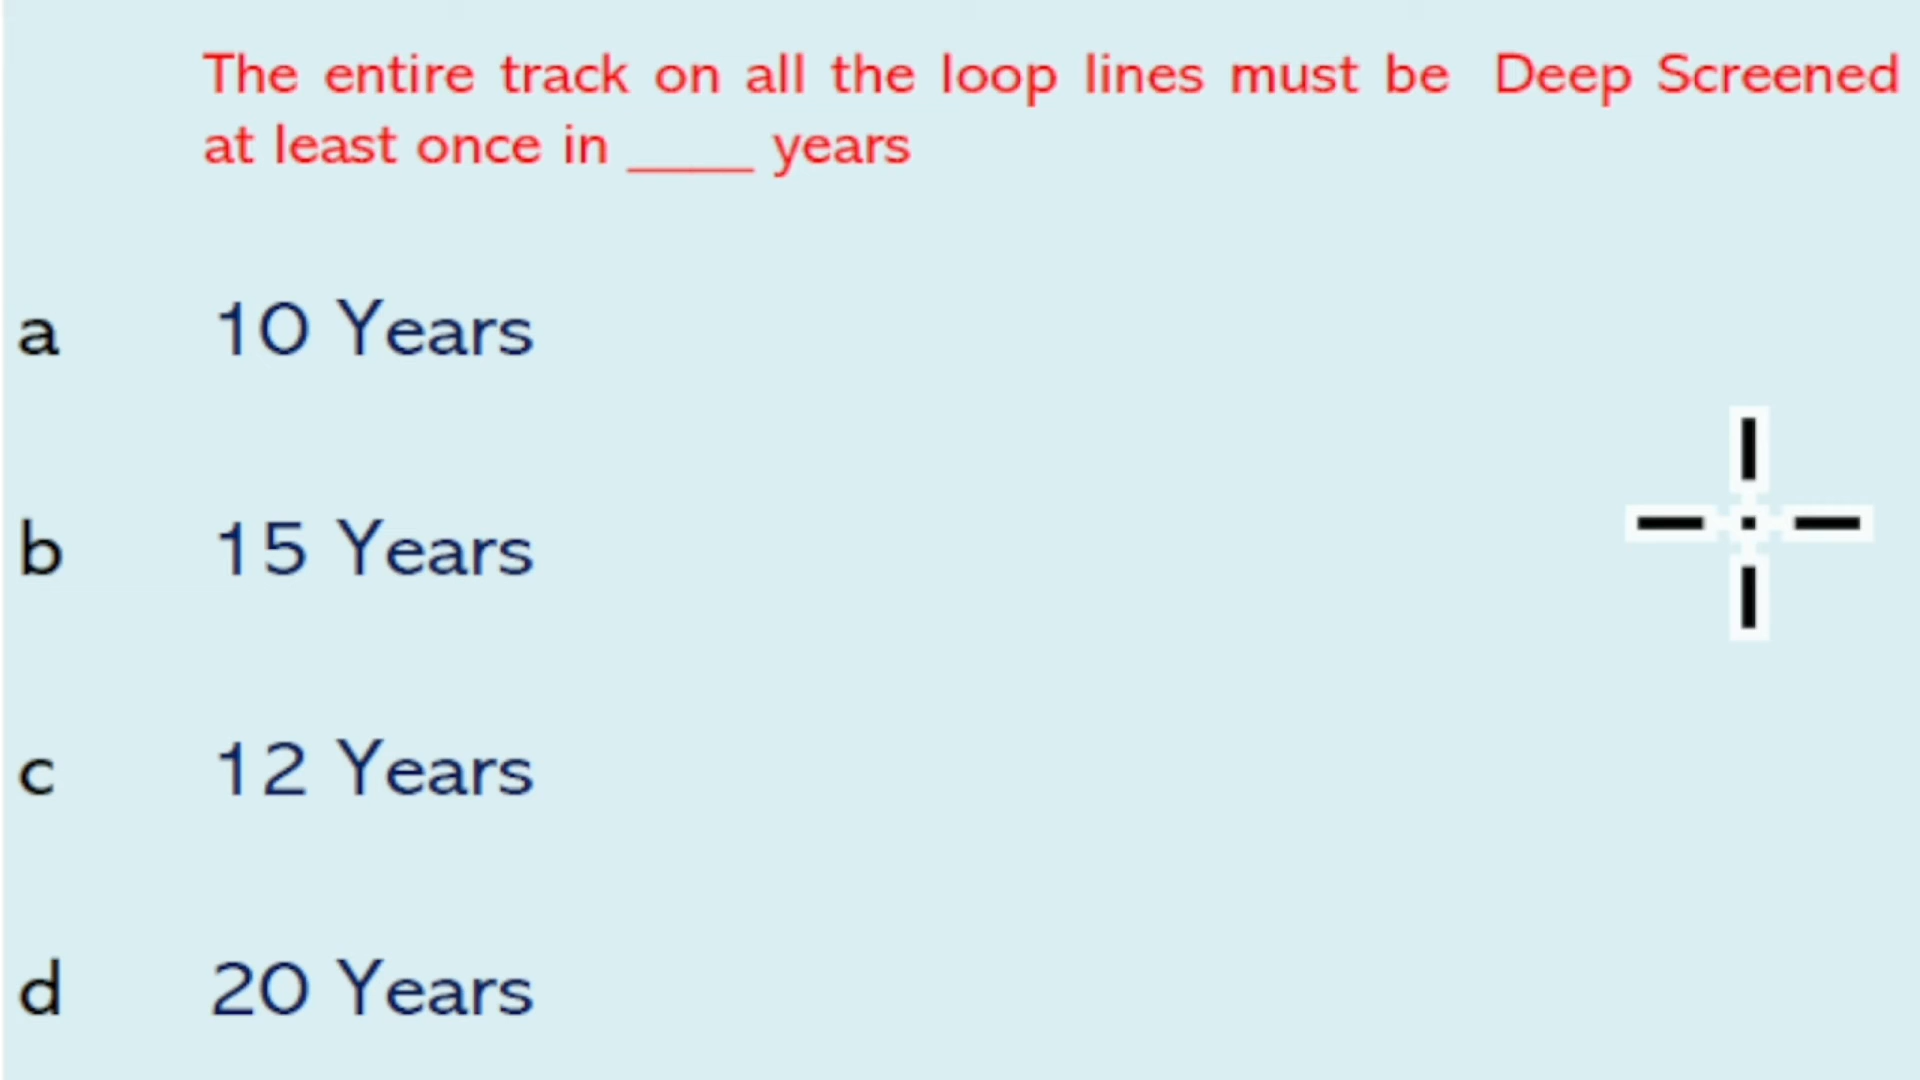 The entire track on all the loop lines must be Deep Screened
at least once in ____ years
a 10 Years
b 15 Years
c 12 Years
d 20 Years